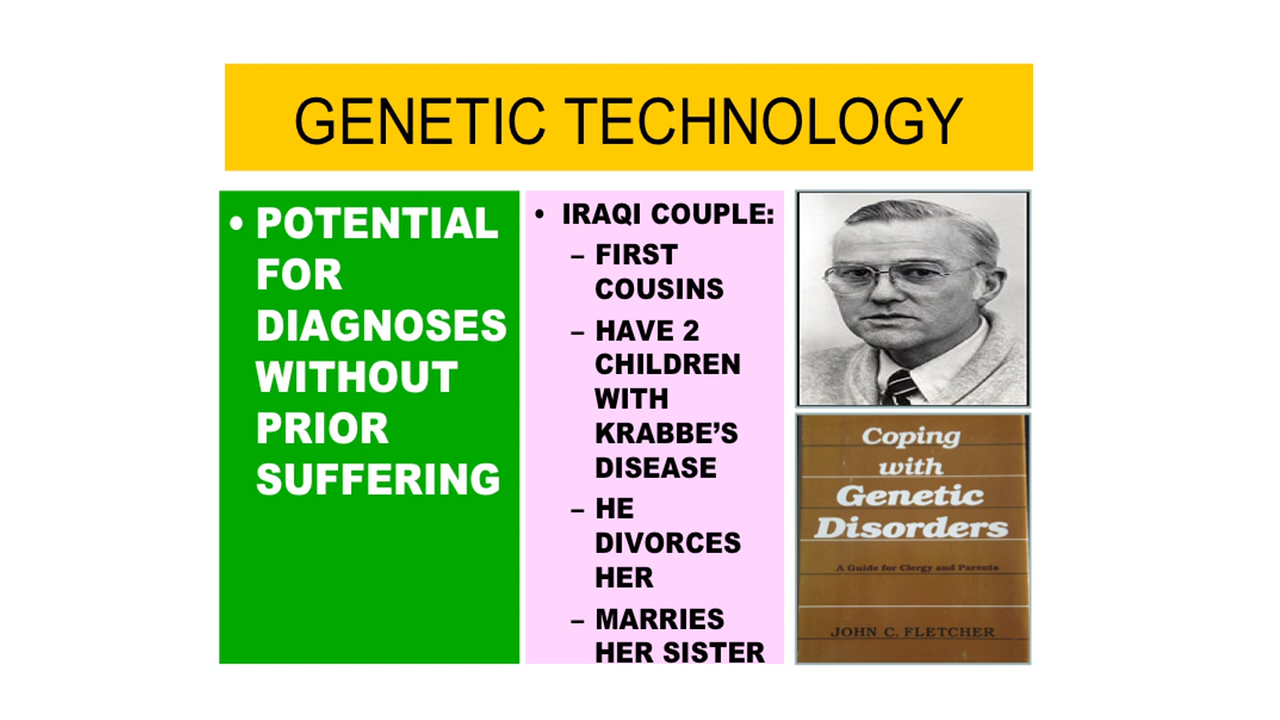 GENETIC TECHNOLOGY
• POTENTIAL
FOR
DIAGNOSES
WITHOUT
PRIOR
SUFFERING
• IRAQI COUPLE:
– FIRST
COUSINS
– HAVE 2
CHILDREN
WITH
KRABBE’S
DISEASE
– HE
DIVORCES
HER
– MARRIES
HER SISTER
Coping
with
Genetic
Disorders
A Guide for Clergy and Parents
JOHN C. FLETCHER